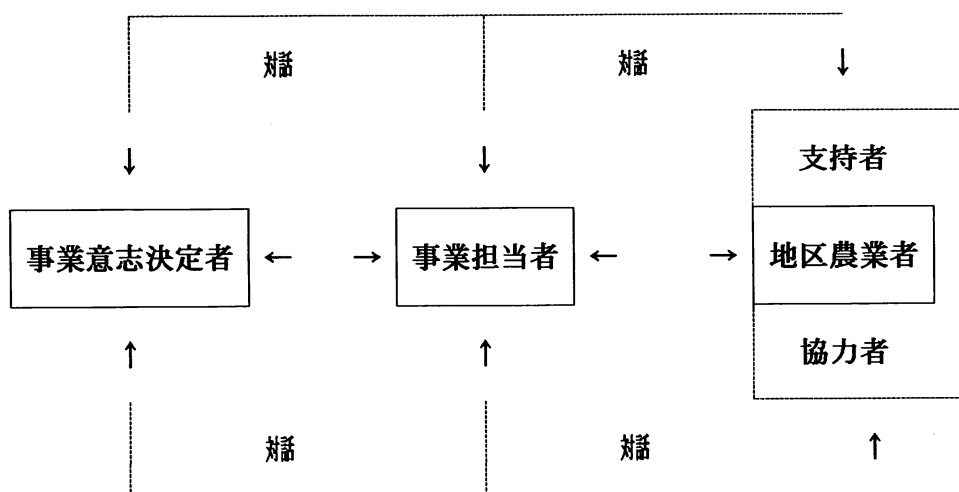 対話
対話
支持者
事業意志決定者
← →
事業担当者
← →
地区農業者
協力者
対話
対話